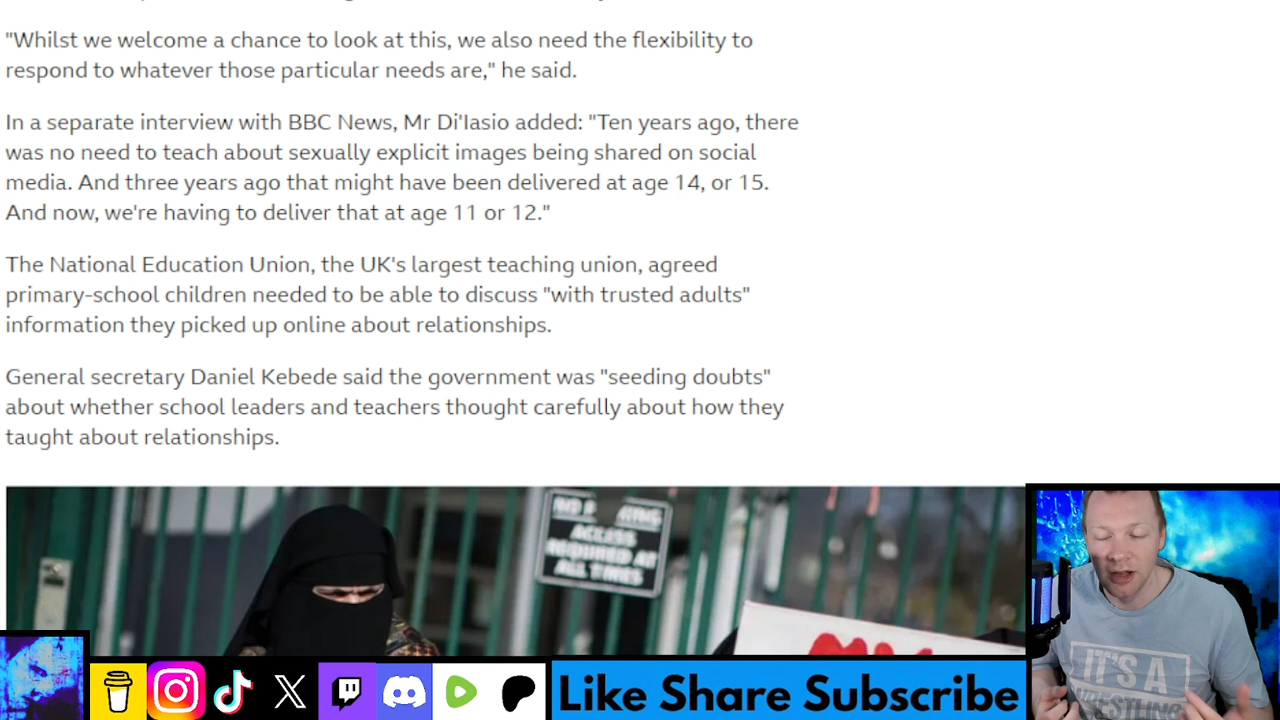 "Whilst we welcome a chance to look at this, we also need the flexibility to
respond to whatever those particular needs are," he said.
In a separate interview with BBC News, Mr Di'Iasio added: "Ten years ago, there
was no need to teach about sexually explicit images being shared on social
media. And three years ago that might have been delivered at age 14, or 15.
And now, we're having to deliver that at age 11 or 12."
The National Education Union, the UK's largest teaching union, agreed
primary-school children needed to be able to discuss "with trusted adults"
information they picked up online about relationships.
General secretary Daniel Kebede said the government was "seeding doubts"
about whether school leaders and teachers thought carefully about how they
taught about relationships.
ACCESS
REQUIRED AT
ALL TIMES
IT'S A
WRESTLING
Like Share Subscribe